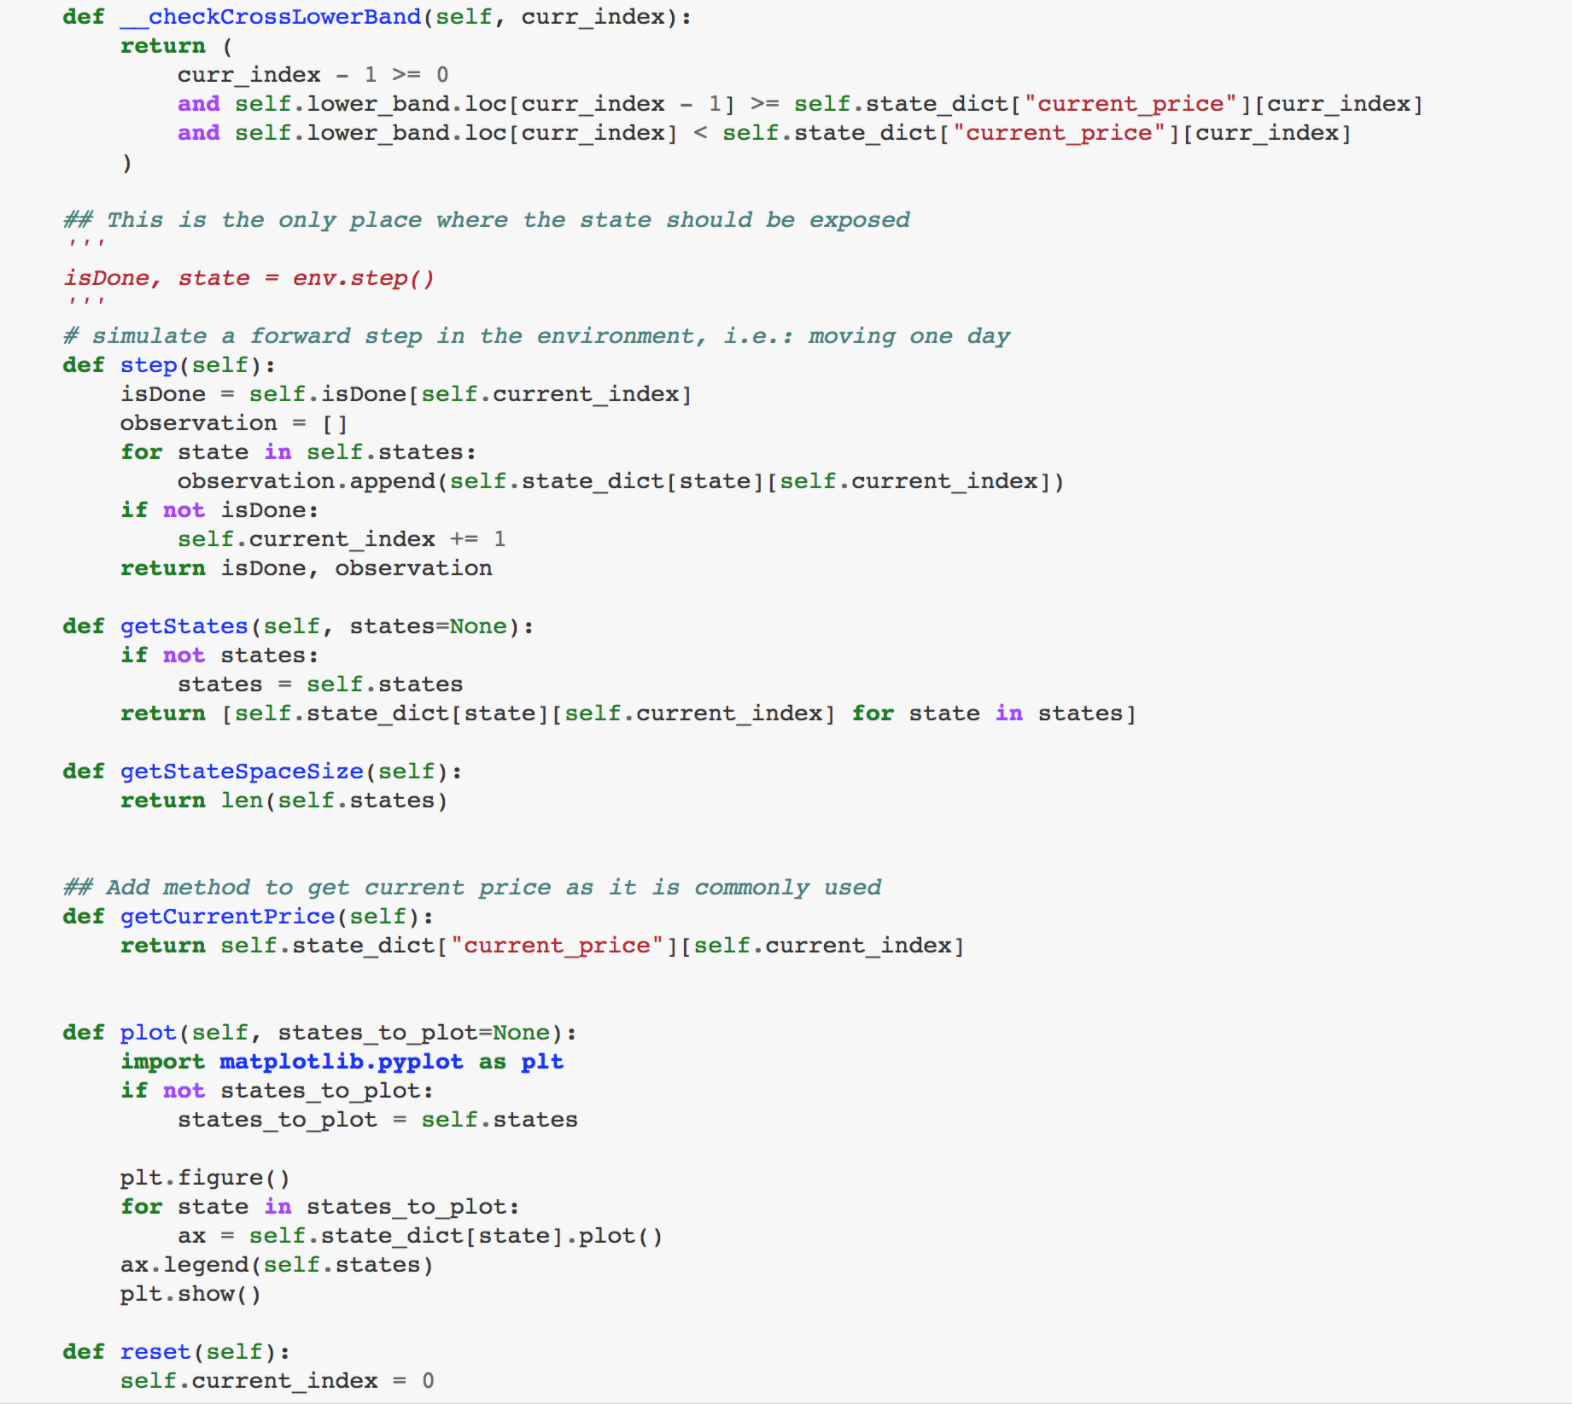 def __checkCrossLowerBand(self, curr_index):
    return (
        curr_index - 1 >= 0
        and self.lower_band.loc[curr_index - 1] >= self.state_dict["current_price"][curr_index]
        and self.lower_band.loc[curr_index] < self.state_dict["current_price"][curr_index]
    )

## This is the only place where the state should be exposed
'''
isDone, state = env.step()
'''
# simulate a forward step in the environment, i.e.: moving one day
def step(self):
    isDone = self.isDone[self.current_index]
    observation = []
    for state in self.states:
        observation.append(self.state_dict[state][self.current_index])
    if not isDone:
        self.current_index += 1
    return isDone, observation

def getStates(self, states=None):
    if not states:
        states = self.states
    return [self.state_dict[state][self.current_index] for state in states]

def getStateSpaceSize(self):
    return len(self.states)


## Add method to get current price as it is commonly used
def getCurrentPrice(self):
    return self.state_dict["current_price"][self.current_index]


def plot(self, states_to_plot=None):
    import matplotlib.pyplot as plt
    if not states_to_plot:
        states_to_plot = self.states

    plt.figure()
    for state in states_to_plot:
        ax = self.state_dict[state].plot()
    ax.legend(self.states)
    plt.show()

def reset(self):
    self.current_index = 0